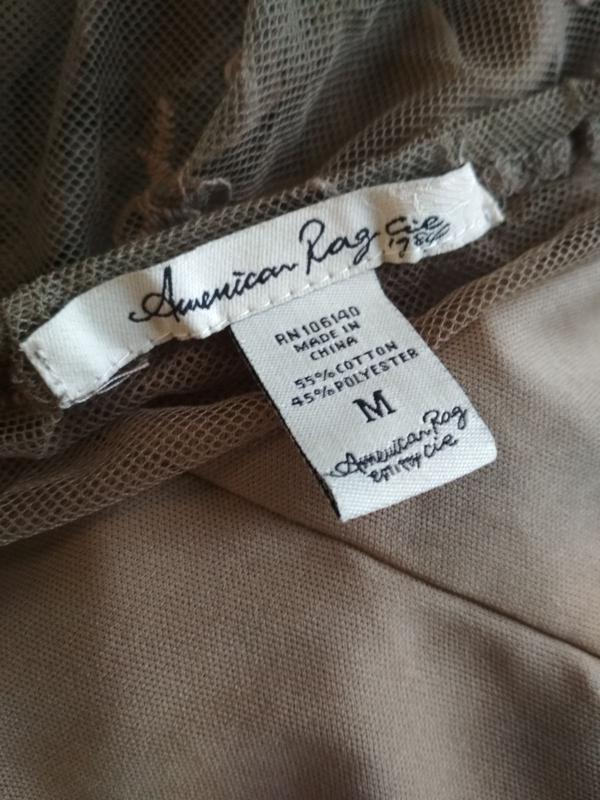 American Rag Cie
RN106140
MADE IN
CHINA
55% COTTON
45% POLYESTER
M
American Rag
Cie